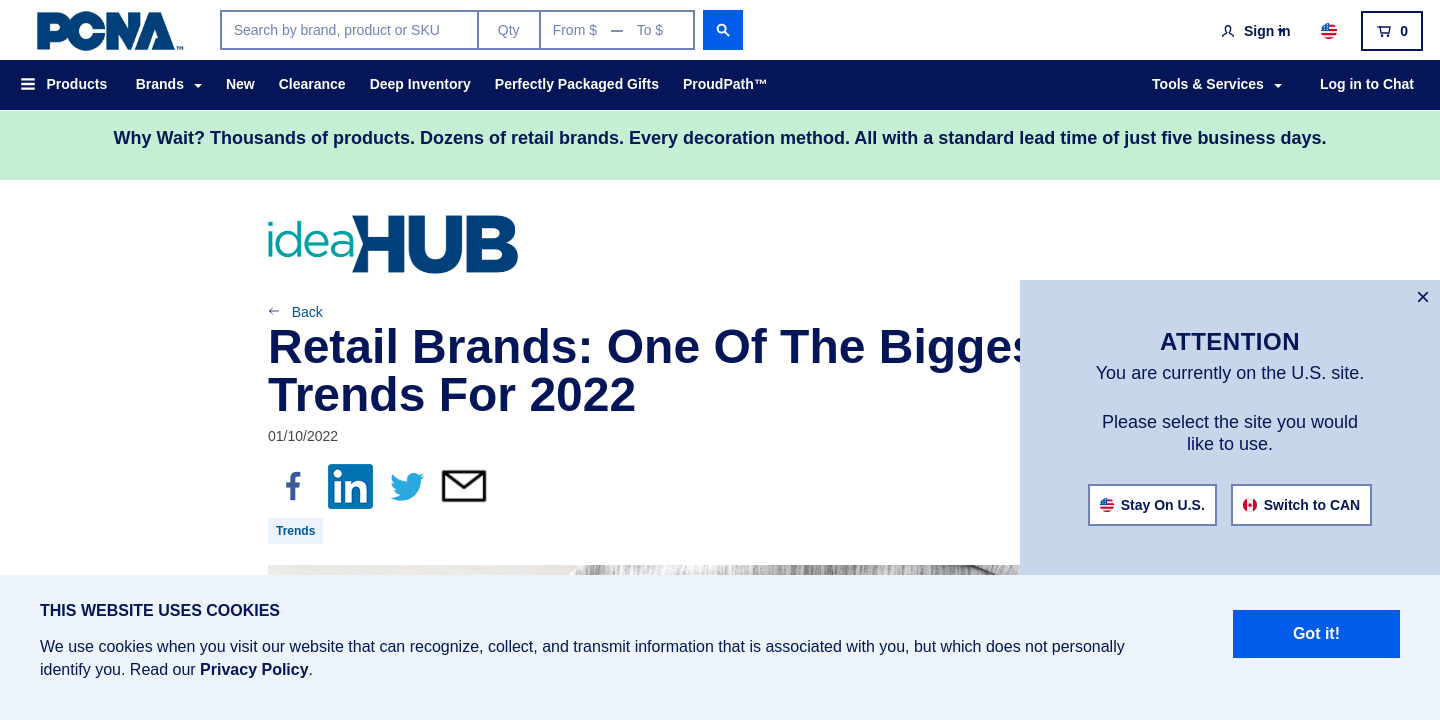 PCNA™
Search by brand, product or SKU
Qty
From $ — To $
Sign in
0
Products
Brands
New
Clearance
Deep Inventory
Perfectly Packaged Gifts
ProudPath™
Tools & Services
Log in to Chat
Why Wait? Thousands of products. Dozens of retail brands. Every decoration method. All with a standard lead time of just five business days.
ideaHUB
Back
Retail Brands: One Of The Bigges
Trends For 2022
01/10/2022
Trends
×
ATTENTION
You are currently on the U.S. site.
Please select the site you would
like to use.
Stay On U.S.
Switch to CAN
THIS WEBSITE USES COOKIES
We use cookies when you visit our website that can recognize, collect, and transmit information that is associated with you, but which does not personally
identify you. Read our Privacy Policy.
Got it!